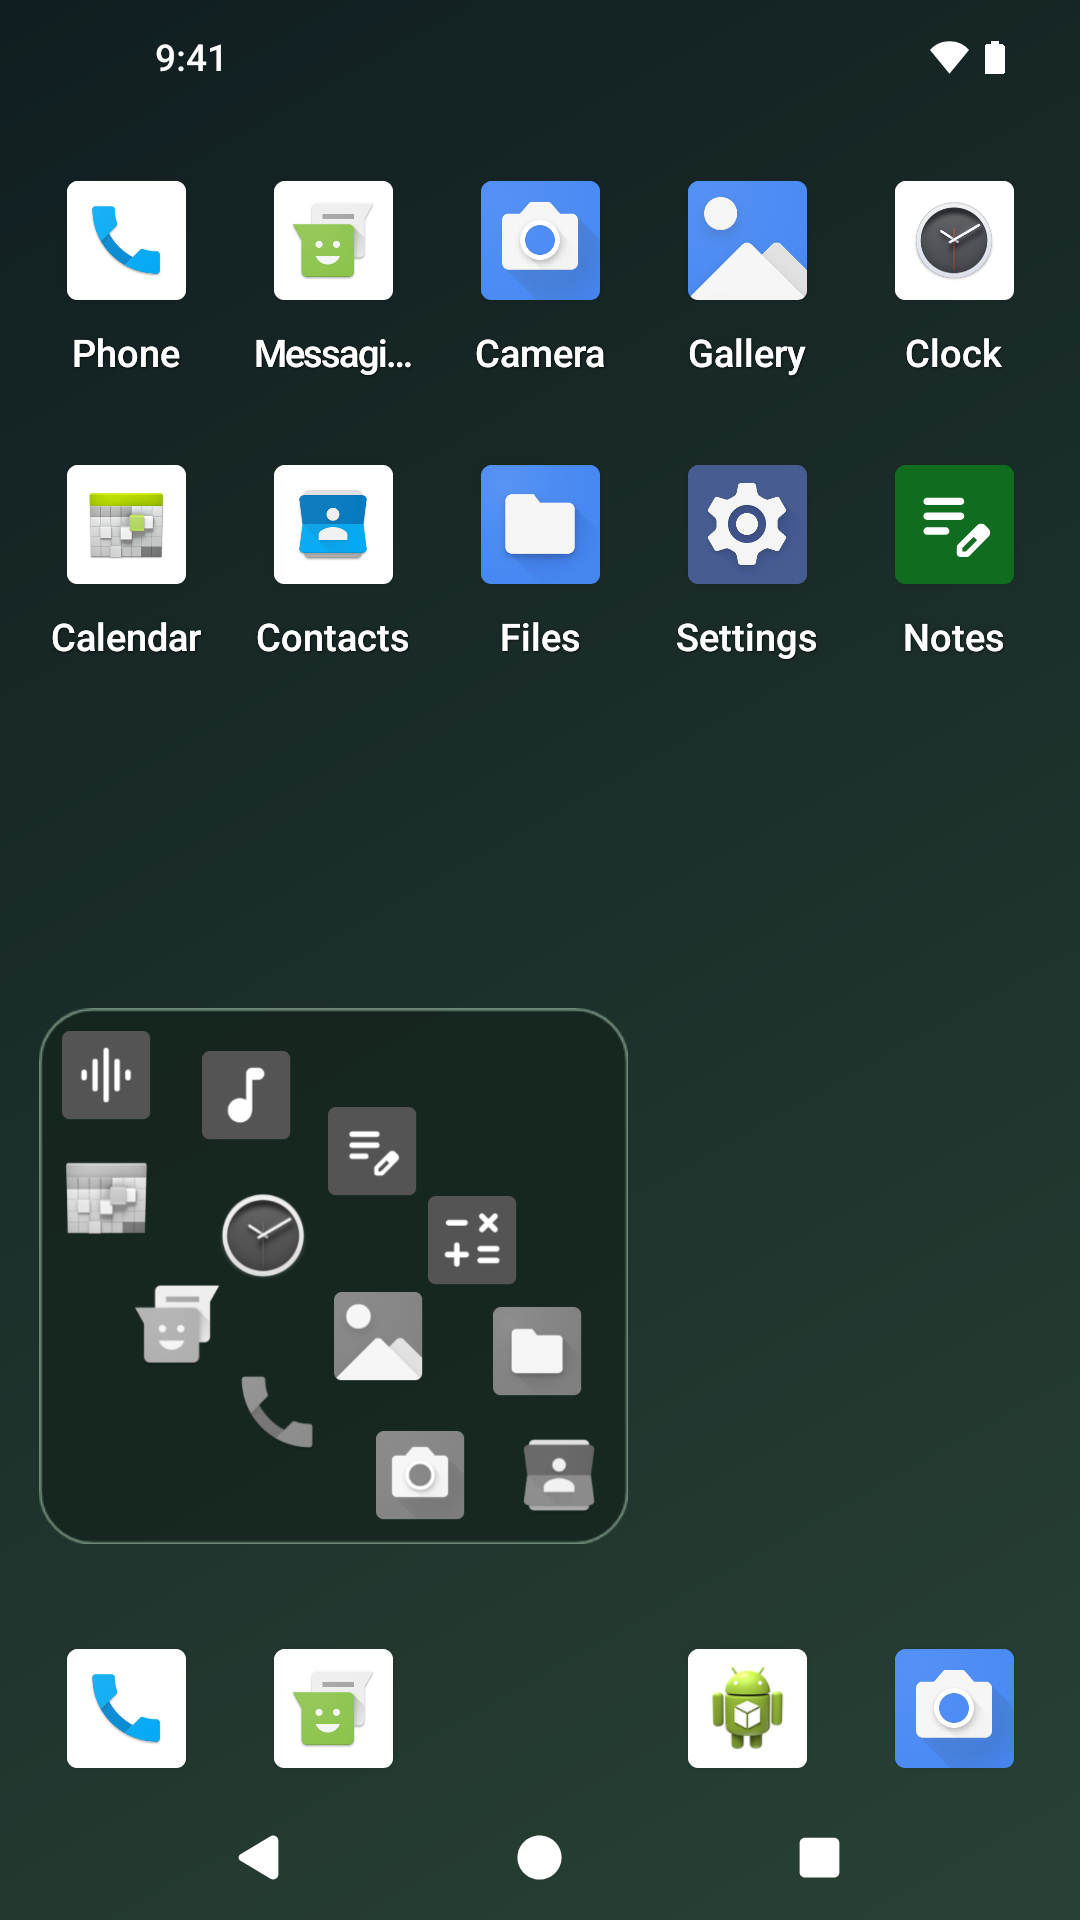 9:41
Phone
Messagi...
Camera
Gallery
Clock
Calendar
Contacts
Files
Settings
Notes